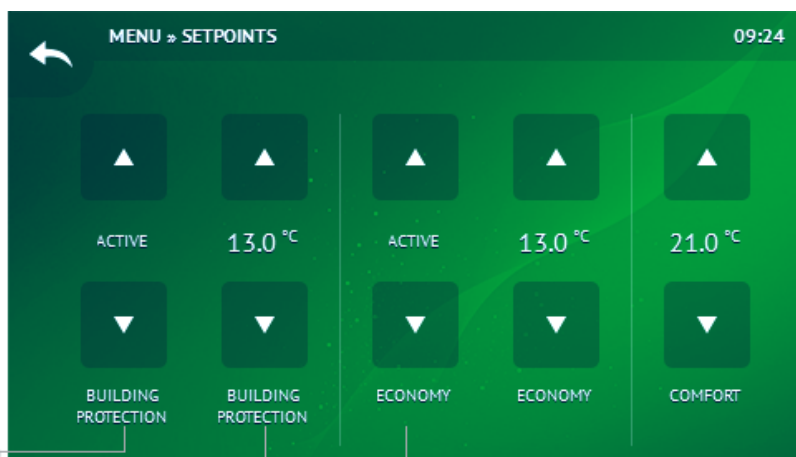 MENU » SETPOINTS
09:24
ACTIVE
13.0 °C
ACTIVE
13.0 °C
21.0 °C
BUILDING
PROTECTION
BUILDING
PROTECTION
ECONOMY
ECONOMY
COMFORT